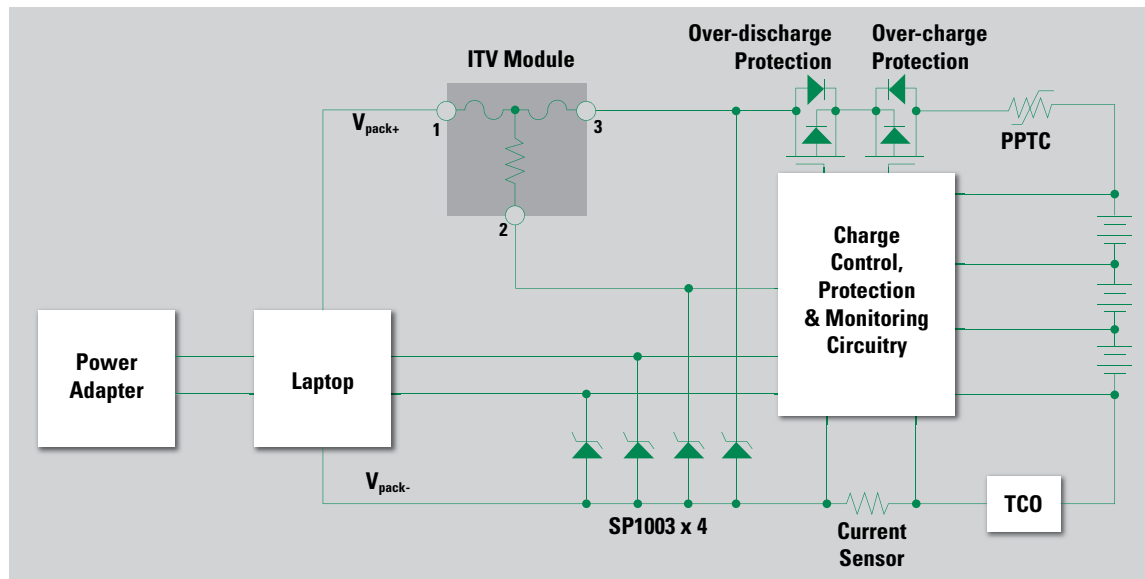 Over-discharge
Protection
Over-charge
Protection
ITV Module
Vpack+
1
3
PPTC
2
Charge
Control,
Protection
& Monitoring
Circuitry
Power
Adapter
Laptop
Vpack-
SP1003 x 4
Current
Sensor
TCO